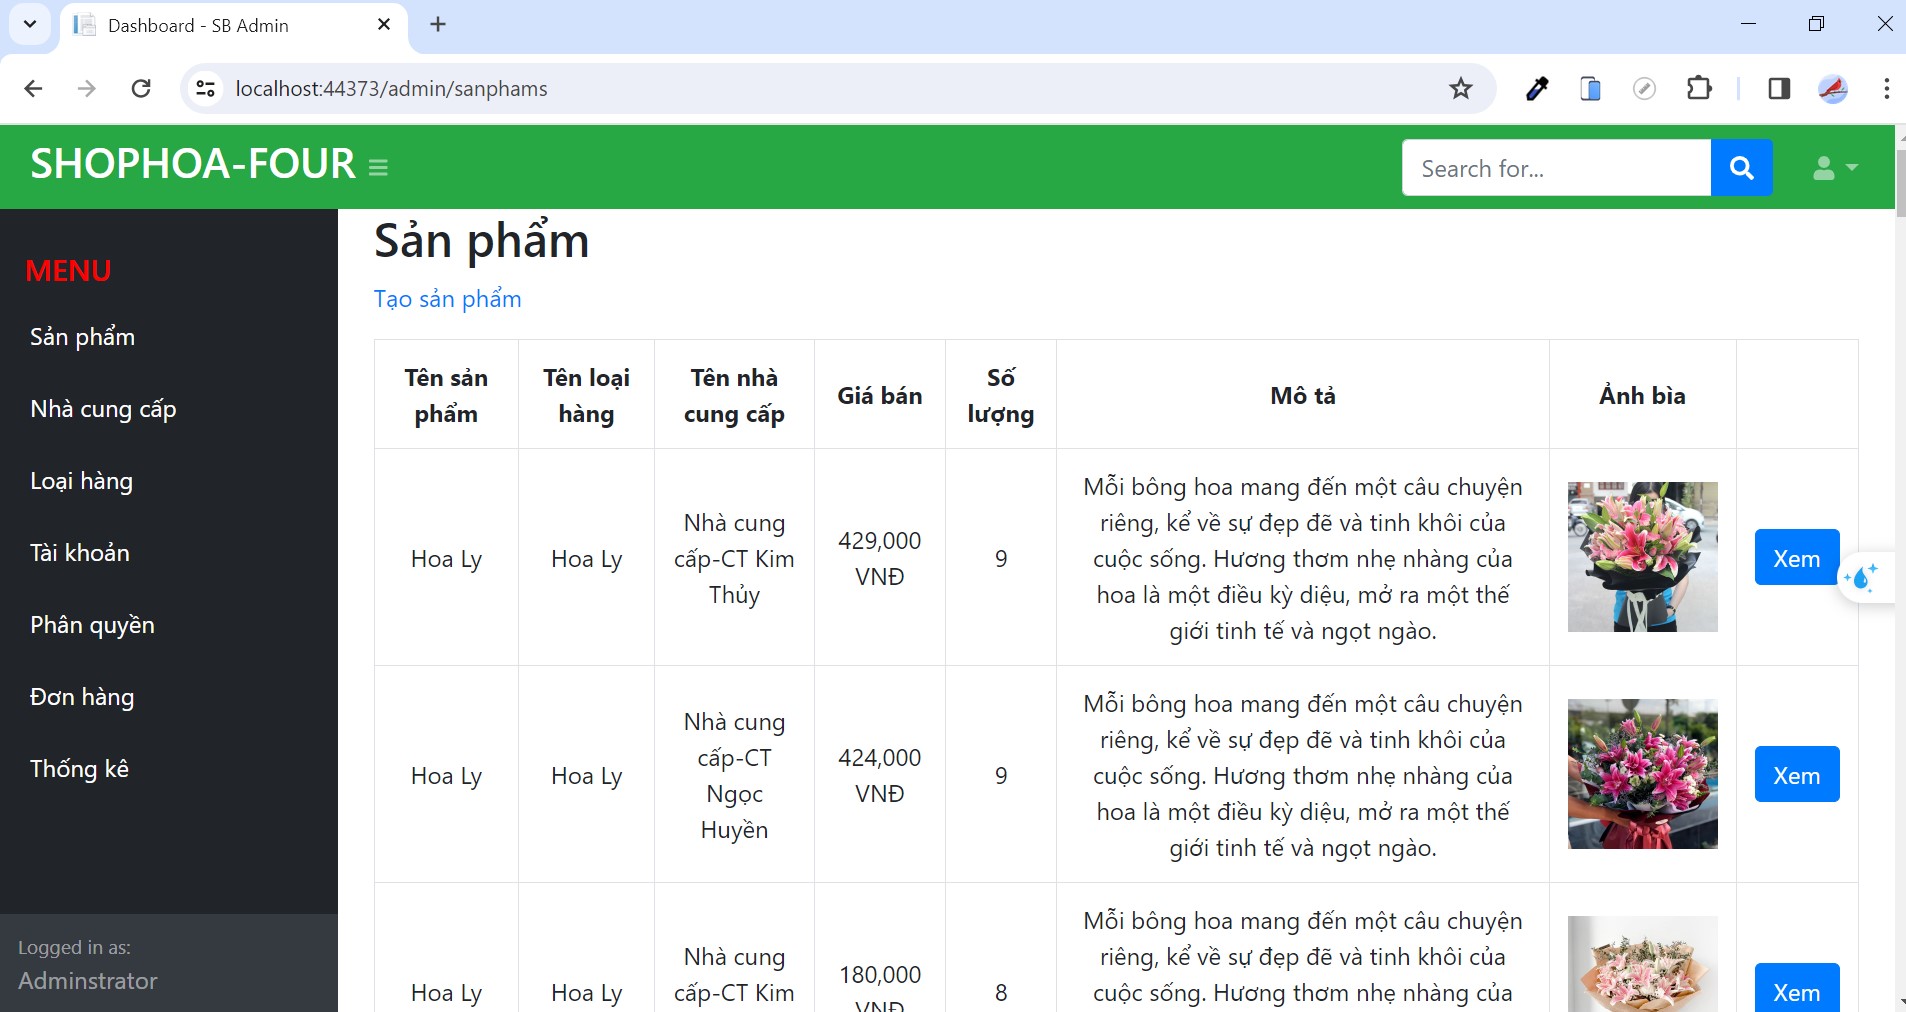 Dashboard - SB Admin
localhost:44373/admin/sanphams
SHOPHOA-FOUR
Search for...
MENU
Sản phẩm
Nhà cung cấp
Loại hàng
Tài khoản
Phân quyền
Đơn hàng
Thống kê
Logged in as:
Adminstrator
Sản phẩm
Tạo sản phẩm
Tên sản
phẩm
Tên loại
hàng
Tên nhà
cung cấp
Giá bán
Số
lượng
Mô tả
Ảnh bìa
Hoa Ly
Hoa Ly
Nhà cung
cấp-CT Kim
Thủy
429,000
VNĐ
9
Mỗi bông hoa mang đến một câu chuyện
riêng, kể về sự đẹp đẽ và tinh khôi của
cuộc sống. Hương thơm nhẹ nhàng của
hoa là một điều kỳ diệu, mở ra một thế
giới tinh tế và ngọt ngào.
Xem
Hoa Ly
Hoa Ly
Nhà cung
cấp-CT
Ngọc
Huyền
424,000
VNĐ
9
Mỗi bông hoa mang đến một câu chuyện
riêng, kể về sự đẹp đẽ và tinh khôi của
cuộc sống. Hương thơm nhẹ nhàng của
hoa là một điều kỳ diệu, mở ra một thế
giới tinh tế và ngọt ngào.
Xem
Hoa Ly
Hoa Ly
Nhà cung
cấp-CT Kim
180,000
VNĐ
8
Mỗi bông hoa mang đến một câu chuyện
riêng, kể về sự đẹp đẽ và tinh khôi của
cuộc sống. Hương thơm nhẹ nhàng của
Xem